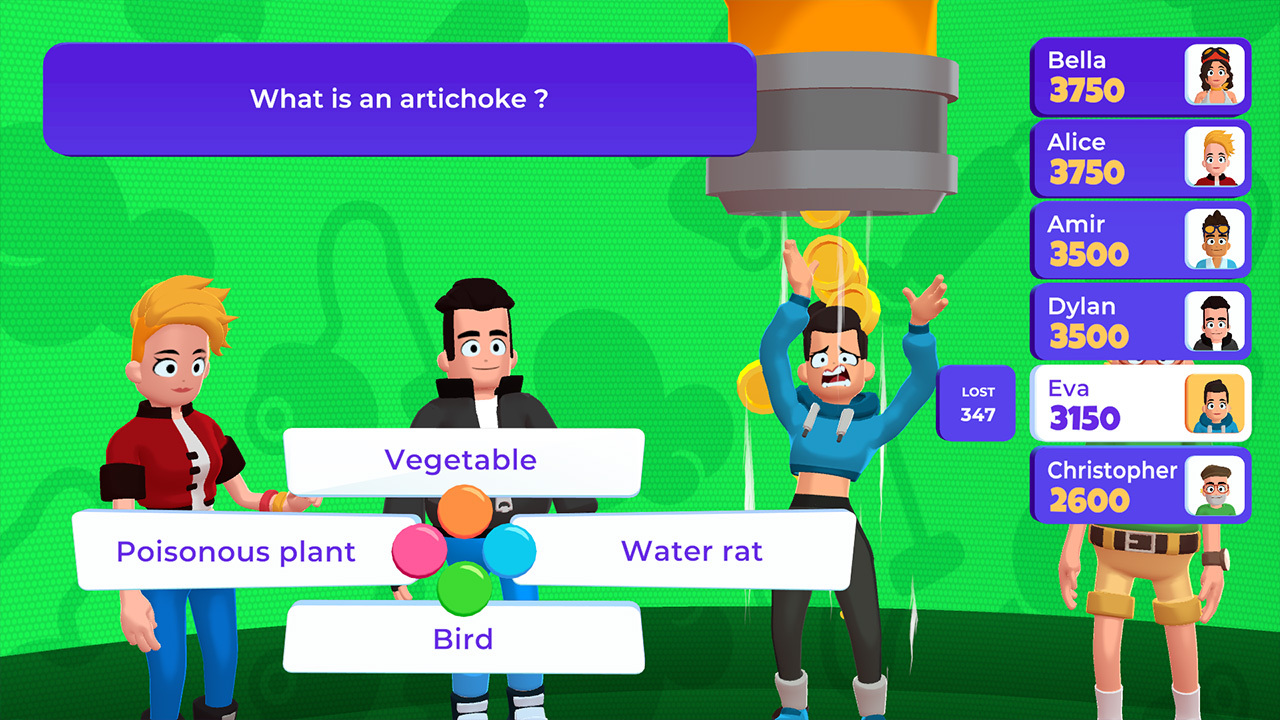 What is an artichoke ?
Vegetable
Poisonous plant
Water rat
Bird
Bella
3750
Alice
3750
Amir
3500
Dylan
3500
LOST
347
Eva
3150
Christopher
2600